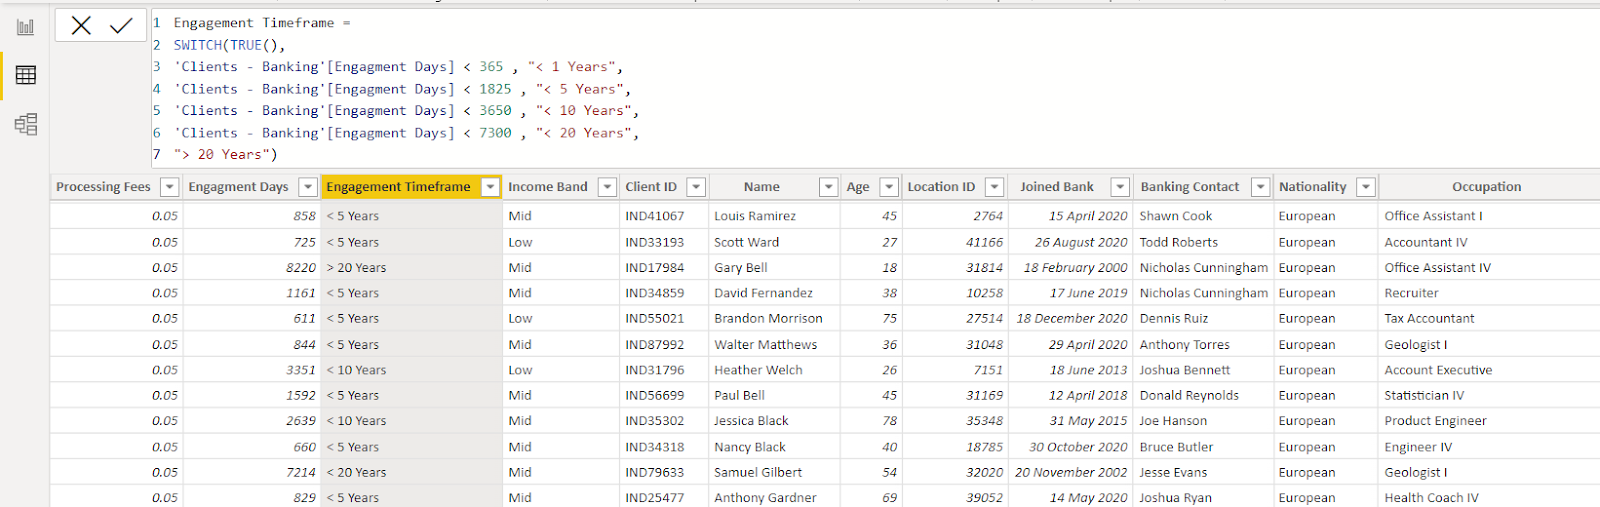 1 Engagement Timeframe =
2 SWITCH(TRUE(),
3 'Clients - Banking'[Engagment Days] < 365 , "< 1 Years",
4 'Clients - Banking'[Engagment Days] < 1825 , "< 5 Years",
5 'Clients - Banking'[Engagment Days] < 3650 , "< 10 Years",
6 'Clients - Banking'[Engagment Days] < 7300 , "< 20 Years",
7 "> 20 Years")
Processing Fees Engagment Days Engagement Timeframe Income Band Client ID Name Age Location ID Joined Bank Banking Contact Nationality Occupation
0.05 858 < 5 Years Mid IND41067 Louis Ramirez 45 2764 15 April 2020 Shawn Cook European Office Assistant I
0.05 725 < 5 Years Low IND33193 Scott Ward 27 41166 26 August 2020 Todd Roberts European Accountant IV
0.05 8220 > 20 Years Mid IND17984 Gary Bell 18 31814 18 February 2000 Nicholas Cunningham European Office Assistant IV
0.05 1161 < 5 Years Mid IND34859 David Fernandez 38 10258 17 June 2019 Nicholas Cunningham European Recruiter
0.05 611 < 5 Years Low IND55021 Brandon Morrison 75 27514 18 December 2020 Dennis Ruiz European Tax Accountant
0.05 844 < 5 Years Mid IND87992 Walter Matthews 36 31048 29 April 2020 Anthony Torres European Geologist I
0.05 3351 < 10 Years Low IND31796 Heather Welch 26 7151 18 June 2013 Joshua Bennett European Account Executive
0.05 1592 < 5 Years Mid IND56699 Paul Bell 45 31169 12 April 2018 Donald Reynolds European Statistician IV
0.05 2639 < 10 Years Mid IND35302 Jessica Black 78 35348 31 May 2015 Joe Hanson European Product Engineer
0.05 660 < 5 Years Mid IND34318 Nancy Black 40 18785 30 October 2020 Bruce Butler European Engineer IV
0.05 7214 < 20 Years Mid IND79633 Samuel Gilbert 54 32020 20 November 2002 Jesse Evans European Geologist I
0.05 829 < 5 Years Mid IND25477 Anthony Gardner 69 39052 14 May 2020 Joshua Ryan European Health Coach IV